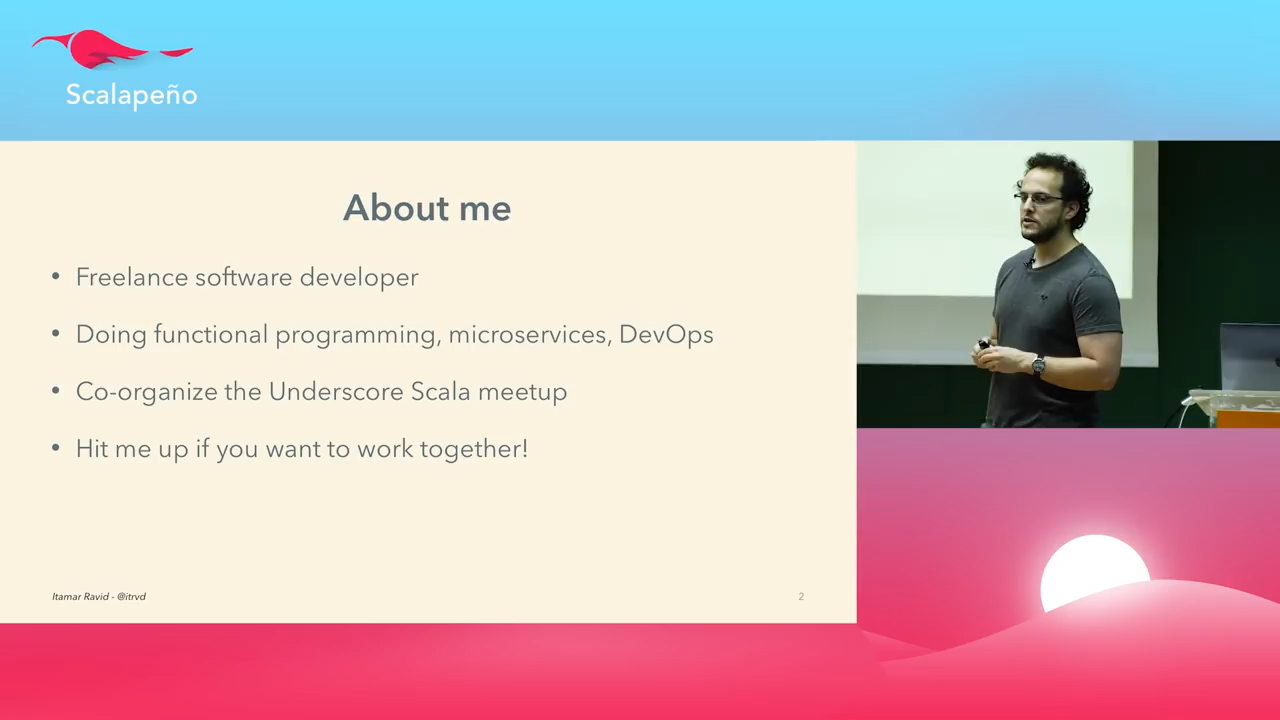 Scalapeño
About me
• Freelance software developer
• Doing functional programming, microservices, DevOps
• Co-organize the Underscore Scala meetup
• Hit me up if you want to work together!
Itamar Ravid - @itrvd
2